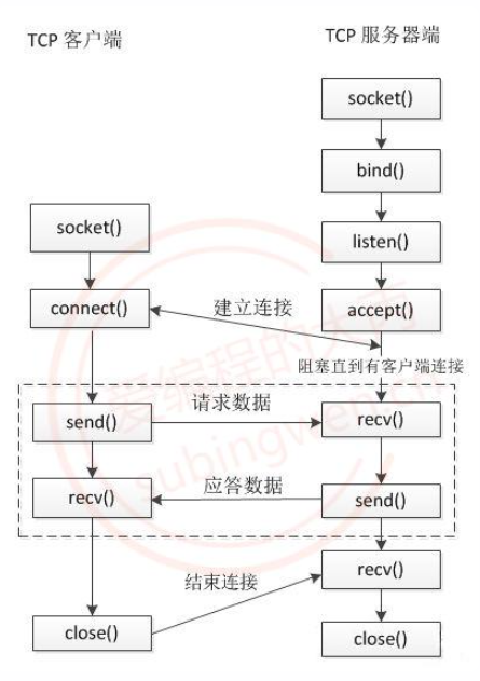 TCP 客户端
TCP 服务器端
socket()
bind()
socket()
listen()
connect()
建立连接
accept()
阻塞直到有客户端连接
请求数据
send()
recv()
应答数据
recv()
send()
结束连接
recv()
close()
close()
爱编程的大丙
subingwen.cn